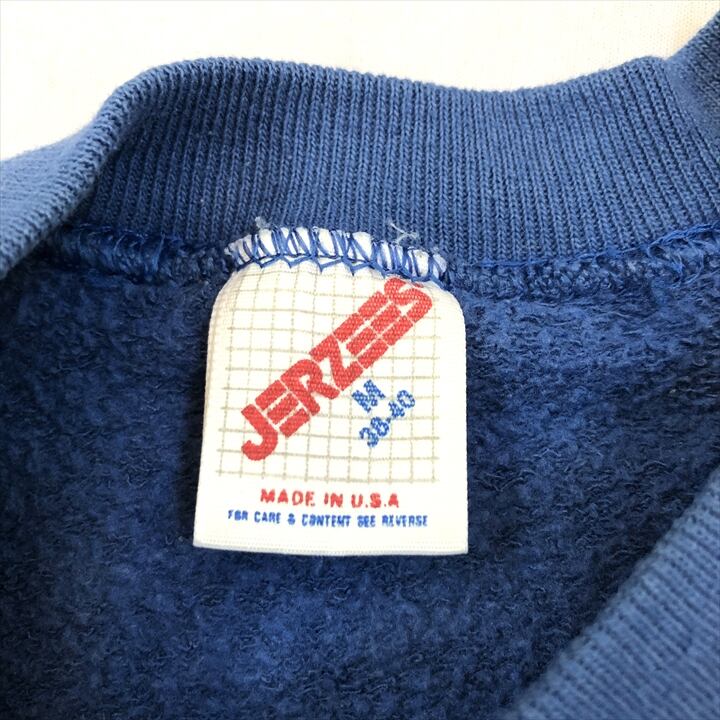 JERZEES
M
38-40
MADE IN U.S.A
FOR CARE & CONTENT SEE REVERSE